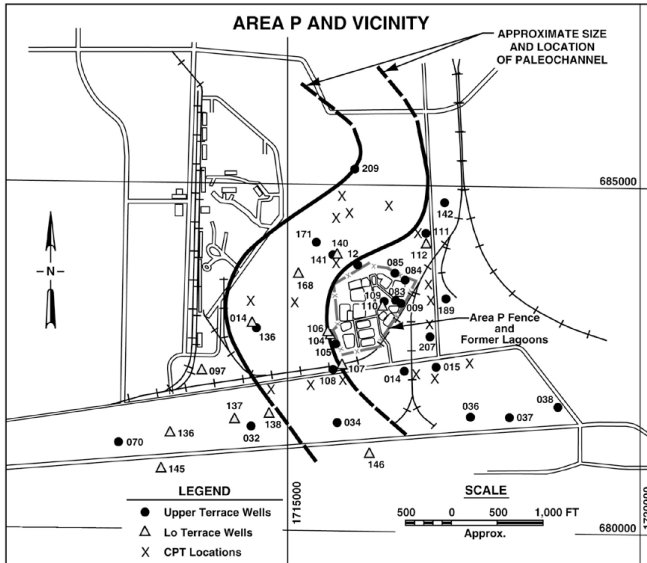 AREA P AND VICINITY
APPROXIMATE SIZE
AND LOCATION
OF PALEOCHANNEL
209
685000
142
171
140
141
12
111
112
085
084
168
109
083
110
009
189
014
136
106
104
105
Area P Fence
and
Former Lagoons
207
097
107
108
014
015
038
137
138
036
037
136
032
034
070
145
146
N
LEGEND
Upper Terrace Wells
Lo Terrace Wells
X CPT Locations
1715000
SCALE
500 0 500 1,000 FT
Approx.
680000
1720000